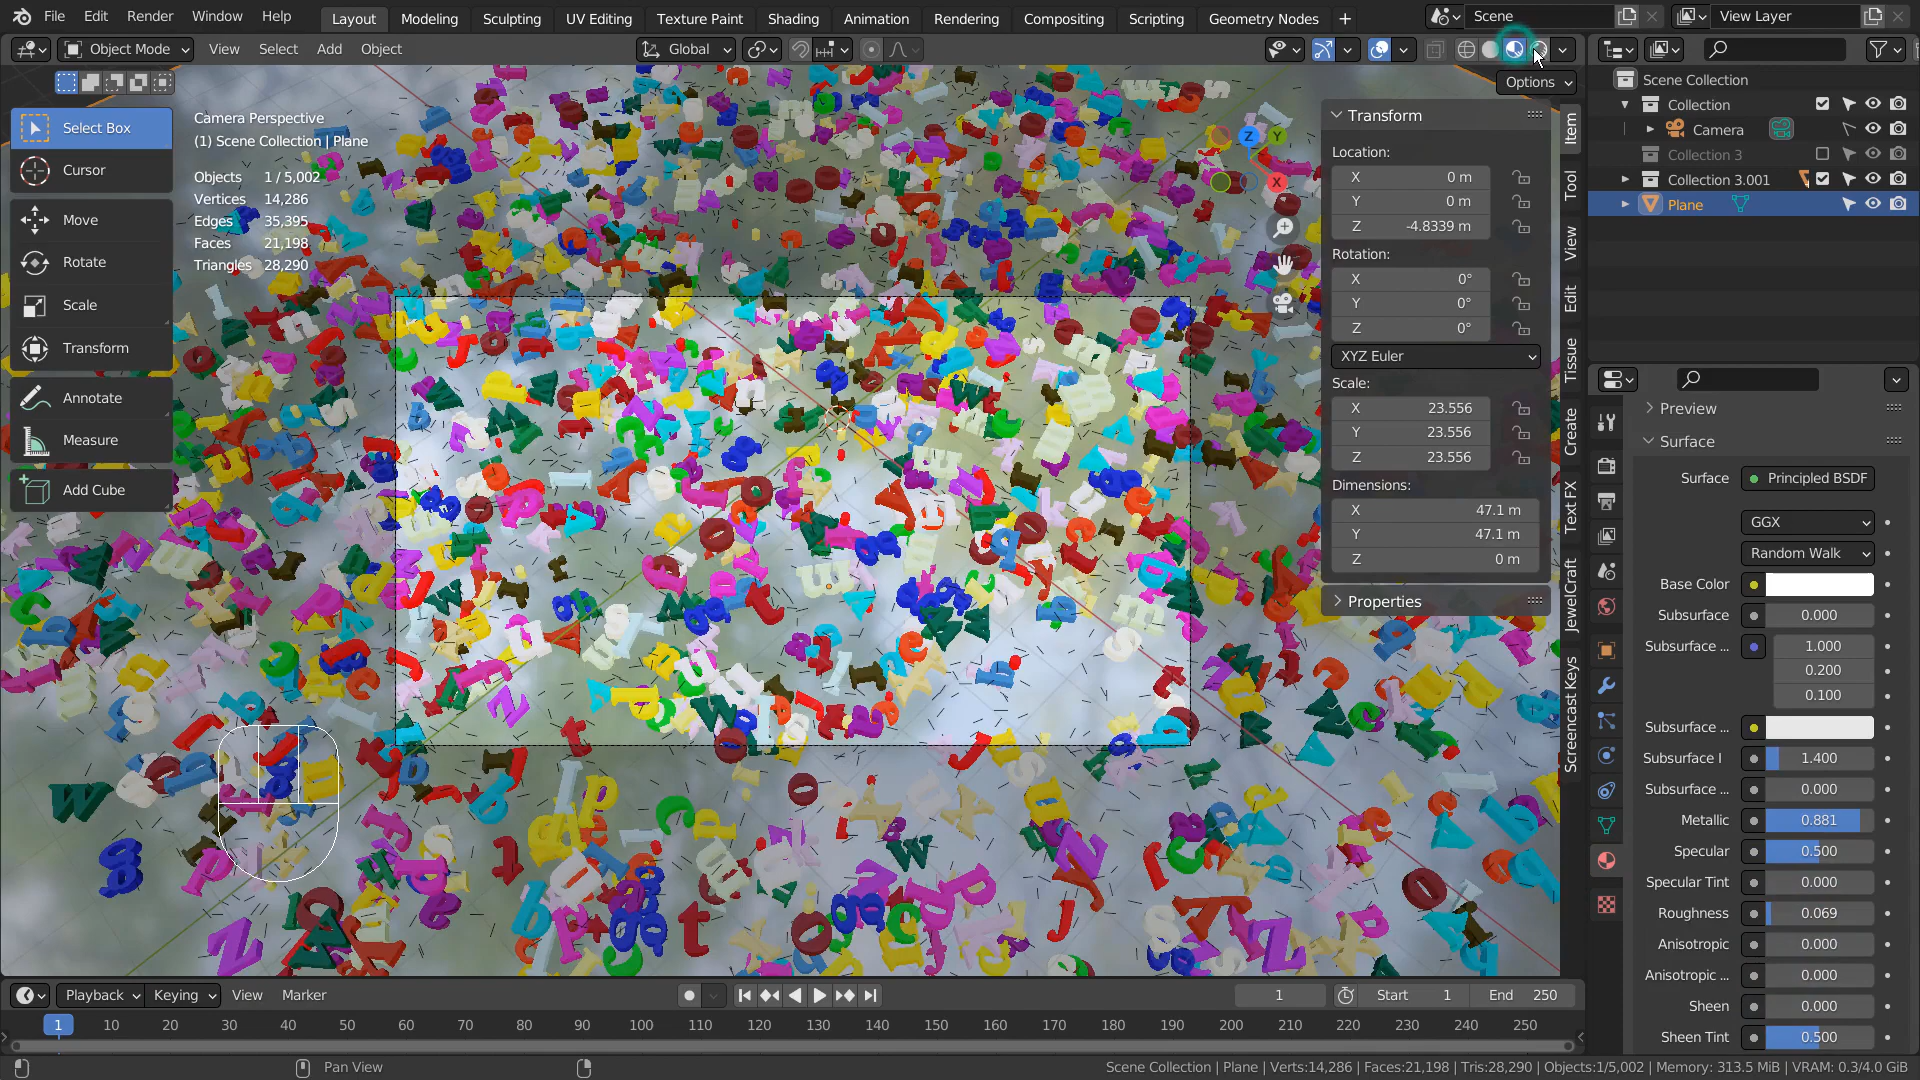 File Edit Render Window Help Layout Modeling Sculpting UV Editing Texture Paint Shading Animation Rendering Compositing Scripting Geometry Nodes + Scene View Layer
Object Mode View Select Add Object Global
Options
Select Box
Cursor
Move
Rotate
Scale
Transform
Annotate
Measure
Add Cube
Camera Perspective
(1) Scene Collection | Plane
Objects 1 / 5,002
Vertices 14,286
Edges 35,395
Faces 21,198
Triangles 28,290
Z Y
X
Transform
Location:
X 0 m
Y 0 m
Z -4.8339 m
Rotation:
X 0°
Y 0°
Z 0°
XYZ Euler
Scale:
X 23.556
Y 23.556
Z 23.556
Dimensions:
X 47.1 m
Y 47.1 m
Z 0 m
Properties
Item
Tool
View
Edit
Tissue
Create
Text FX
JewelCraft
Screencast Keys
Scene Collection
Collection
Camera
Collection 3
Collection 3.001
Plane
Preview
Surface
Surface Principled BSDF
GGX
Random Walk
Base Color
Subsurface 0.000
Subsurface ... 1.000
0.200
0.100
Subsurface ...
Subsurface I 1.400
Subsurface ... 0.000
Metallic 0.881
Specular 0.500
Specular Tint 0.000
Roughness 0.069
Anisotropic 0.000
Anisotropic ... 0.000
Sheen 0.000
Sheen Tint 0.500
Playback Keying View Marker 1 Start 1 End 250
1 10 20 30 40 50 60 70 80 90 100 110 120 130 140 150 160 170 180 190 200 210 220 230 240 250
Pan View
Scene Collection | Plane | Verts:14,286 | Faces:21,198 | Tris:28,290 | Objects:1/5,002 | Memory: 313.5 MiB | VRAM: 0.3/4.0 GiB